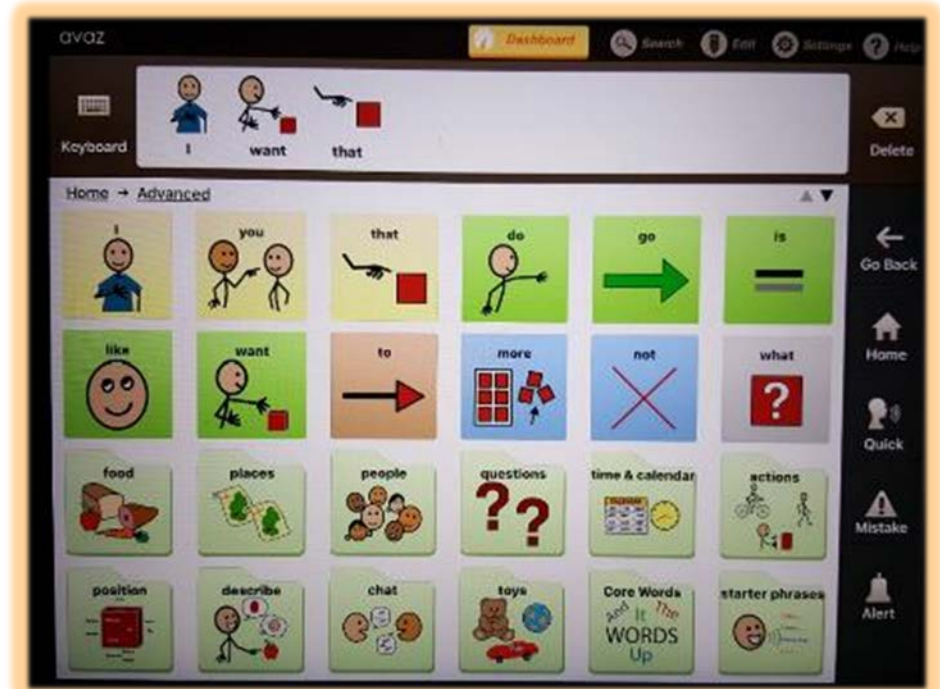 avaz
Dashboard Search Edit Settings Help
Keyboard
I want that
Delete
Home → Advanced
I you that do go is
Go Back
like want to more not what
Home
Quick
food places people questions time & calendar actions
CALENDAR
Mistake
position describe chat toys Core Words starter phrases
And It The
WORDS
Up
Alert